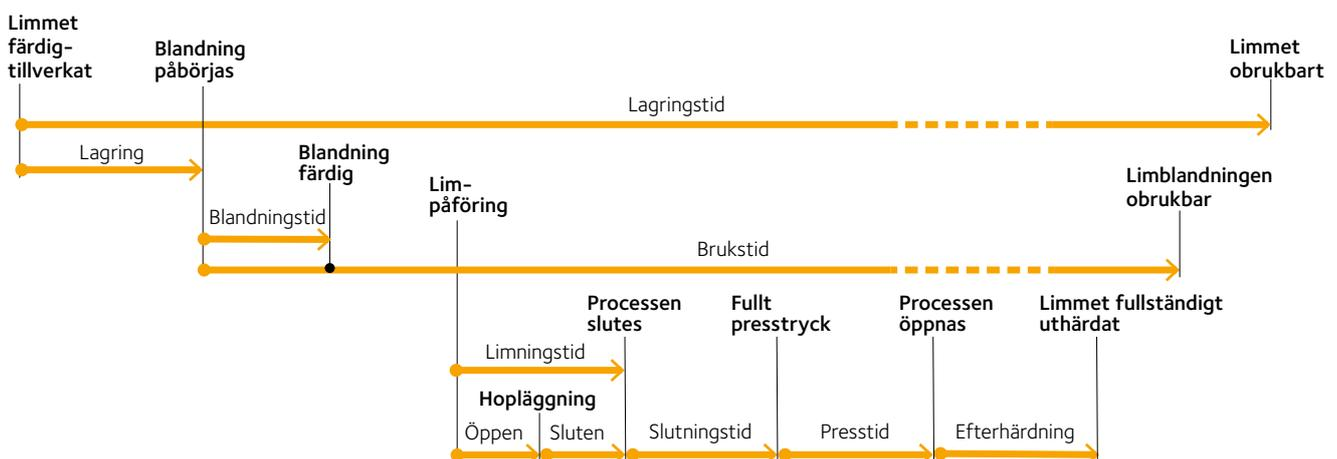 Limmet
färdig-
tillverkat
Blandning
påbörjas
Limmet
obrukbart
Lagringstid
Lagring
Blandning
färdig
Lim-
påföring
Limblandningen
obrukbar
Blandningstid
Brukstid
Processen
slutes
Fullt
presstryck
Processen
öppnas
Limmet fullständigt
uthärdat
Limningstid
Hopläggning
Öppen
Sluten
Slutningstid
Presstid
Efterhärdning